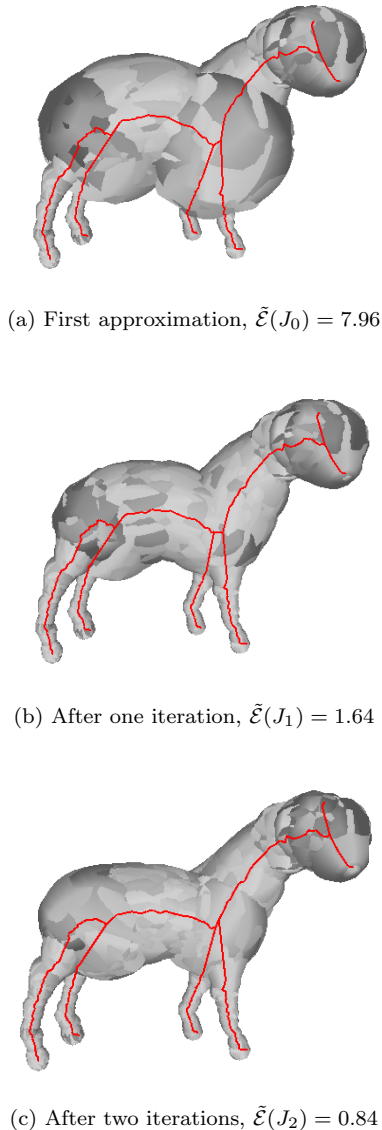 (a) First approximation, $\tilde{\mathcal{E}}(J_0) = 7.96$
(b) After one iteration, $\tilde{\mathcal{E}}(J_1) = 1.64$
(c) After two iterations, $\tilde{\mathcal{E}}(J_2) = 0.84$